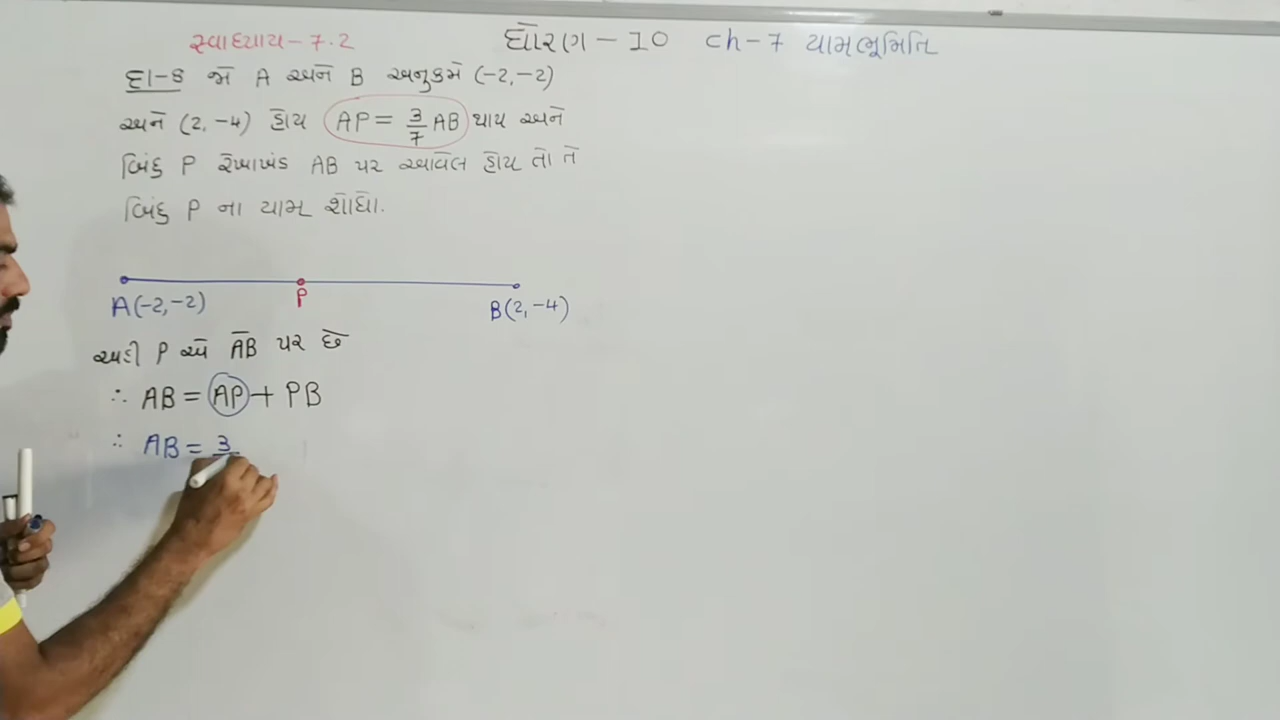 સ્વાધ્યાય-7.2
ધોરણ-10 ch-7 યામભૂમિતિ
દા-8 જો A અને B અનુક્રમે (-2,-2)
અને (2,-4) હોય AP = 3/7 AB થાય અને
બિંદુ P રેખાખંડ AB પર આવેલ હોય તો તે
બિંદુ P ના યામ શોધો.
P
A(-2,-2)
B(2,-4)
અહી P એ A̅B̅ પર છે
∴ AB = AP + PB
∴ AB = 3